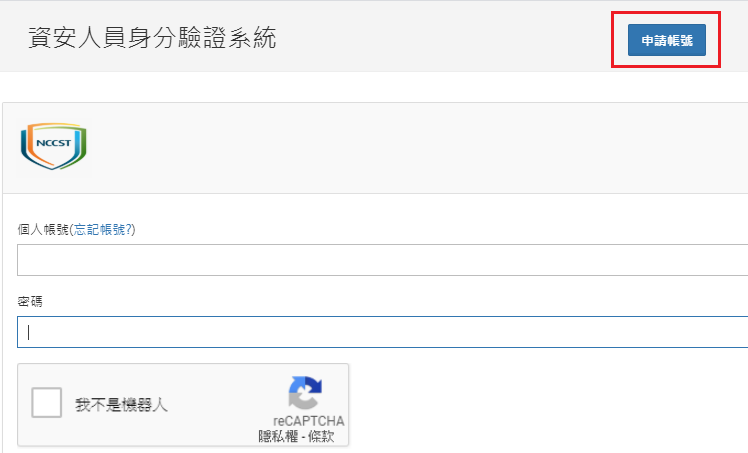 資安人員身分驗證系統
申請帳號
NCCST
個人帳號(忘記帳號?)
密碼
我不是機器人
reCAPTCHA
隱私權 - 條款